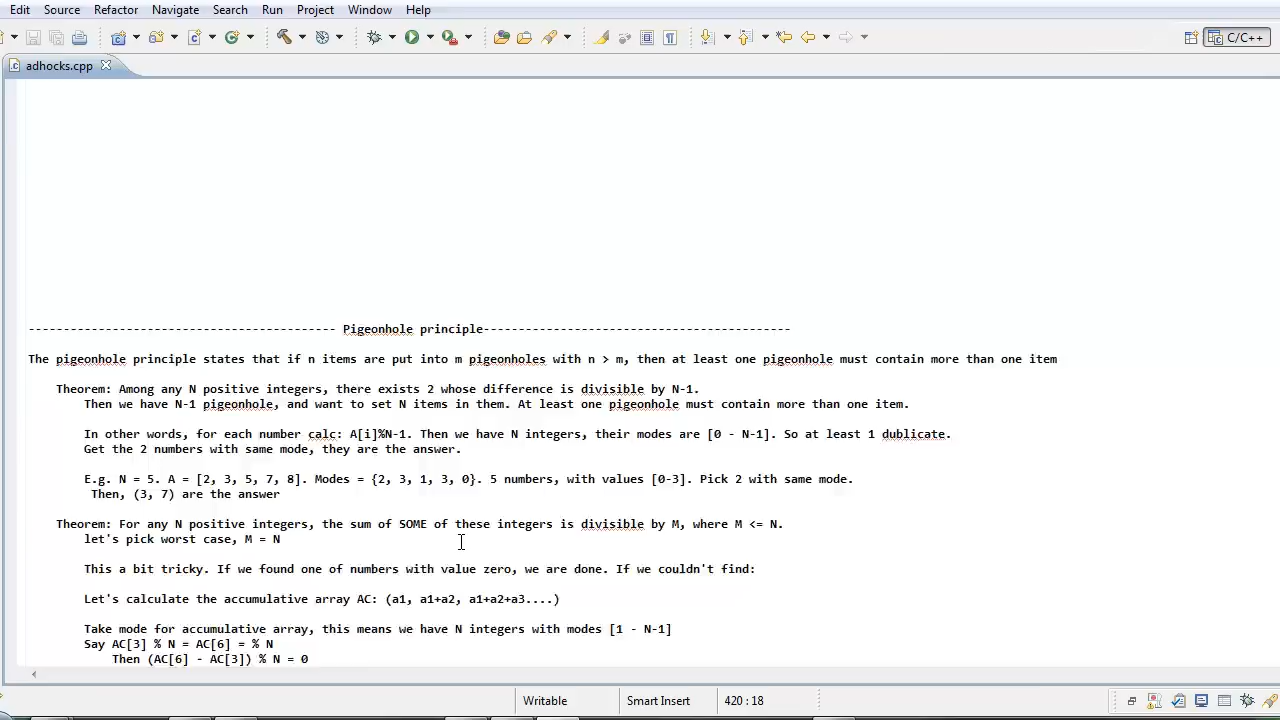 Edit Source Refactor Navigate Search Run Project Window Help
C/C++
adhocks.cpp
----------------------------------------- Pigeonhole principle-----------------------------------------
The pigeonhole principle states that if n items are put into m pigeonholes with n > m, then at least one pigeonhole must contain more than one item
Theorem: Among any N positive integers, there exists 2 whose difference is divisible by N-1.
Then we have N-1 pigeonhole, and want to set N items in them. At least one pigeonhole must contain more than one item.
In other words, for each number calc: A[i]%N-1. Then we have N integers, their modes are [0 - N-1]. So at least 1 dublicate.
Get the 2 numbers with same mode, they are the answer.
E.g. N = 5. A = [2, 3, 5, 7, 8]. Modes = {2, 3, 1, 3, 0}. 5 numbers, with values [0-3]. Pick 2 with same mode.
Then, (3, 7) are the answer
Theorem: For any N positive integers, the sum of SOME of these integers is divisible by M, where M <= N.
let's pick worst case, M = N
This a bit tricky. If we found one of numbers with value zero, we are done. If we couldn't find:
Let's calculate the accumulative array AC: (a1, a1+a2, a1+a2+a3....)
Take mode for accumulative array, this means we have N integers with modes [1 - N-1]
Say AC[3] % N = AC[6] = % N
Then (AC[6] - AC[3]) % N = 0
Writable Smart Insert 420 : 18